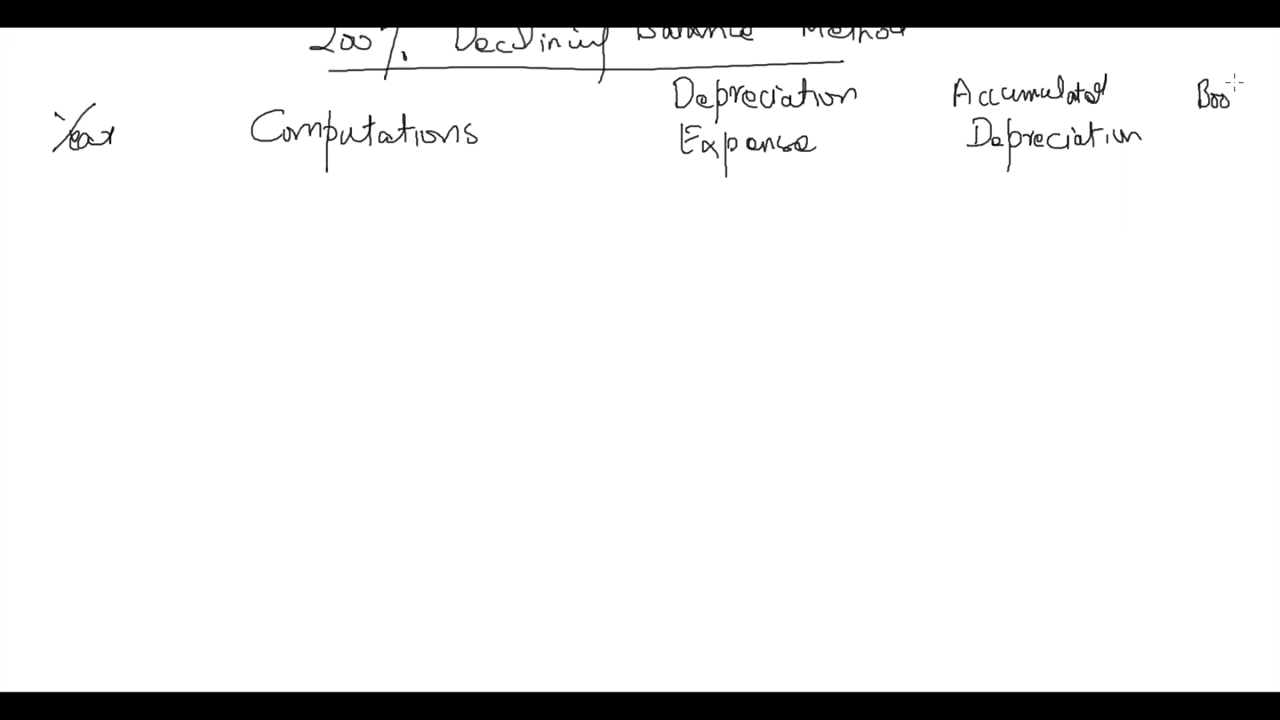 200% Declining Balance Method
Year Computations Depreciation Expense Accumulated Depreciation Boo